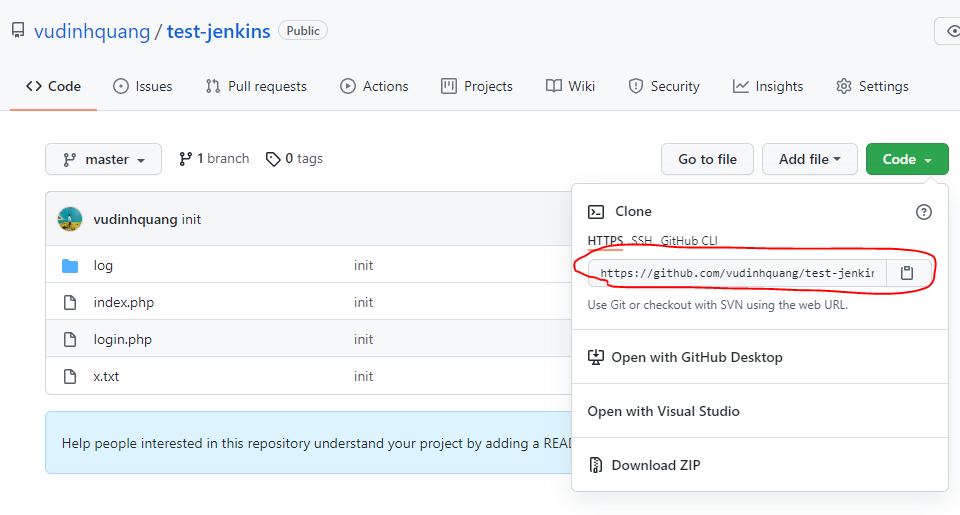 vudinhquang / test-jenkins Public
Code Issues Pull requests Actions Projects Wiki Security Insights Settings
master 1 branch 0 tags Go to file Add file Code
vudinhquang init
log init
index.php init
login.php init
x.txt init
Help people interested in this repository understand your project by adding a READ
Clone
HTTPS SSH GitHub CLI
https://github.com/vudinhquang/test-jenkin
Use Git or checkout with SVN using the web URL.
Open with GitHub Desktop
Open with Visual Studio
Download ZIP